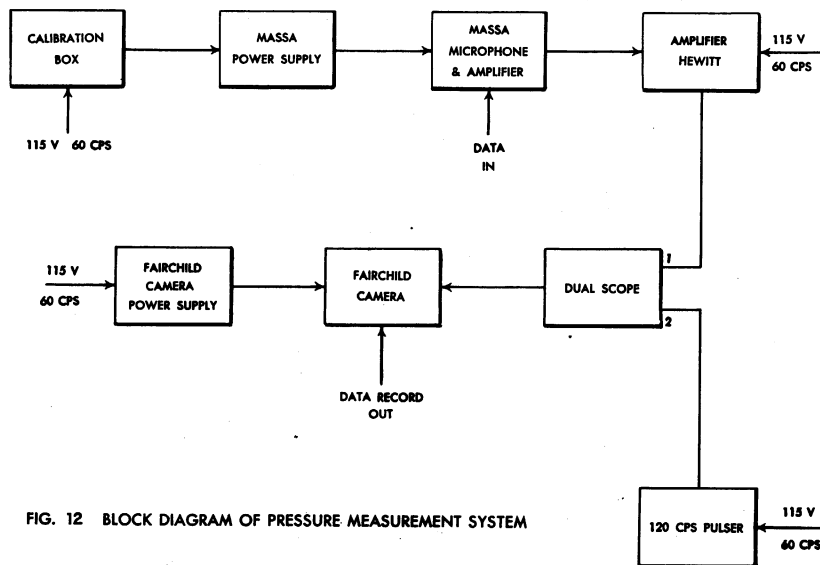 CALIBRATION
BOX
MASSA
POWER SUPPLY
MASSA
MICROPHONE
& AMPLIFIER
AMPLIFIER
HEWITT
115 V
60 CPS
115 V 60 CPS
DATA
IN
115 V
60 CPS
FAIRCHILD
CAMERA
POWER SUPPLY
FAIRCHILD
CAMERA
DUAL SCOPE
1
2
DATA RECORD
OUT
FIG. 12 BLOCK DIAGRAM OF PRESSURE MEASUREMENT SYSTEM
120 CPS PULSER
115 V
60 CPS